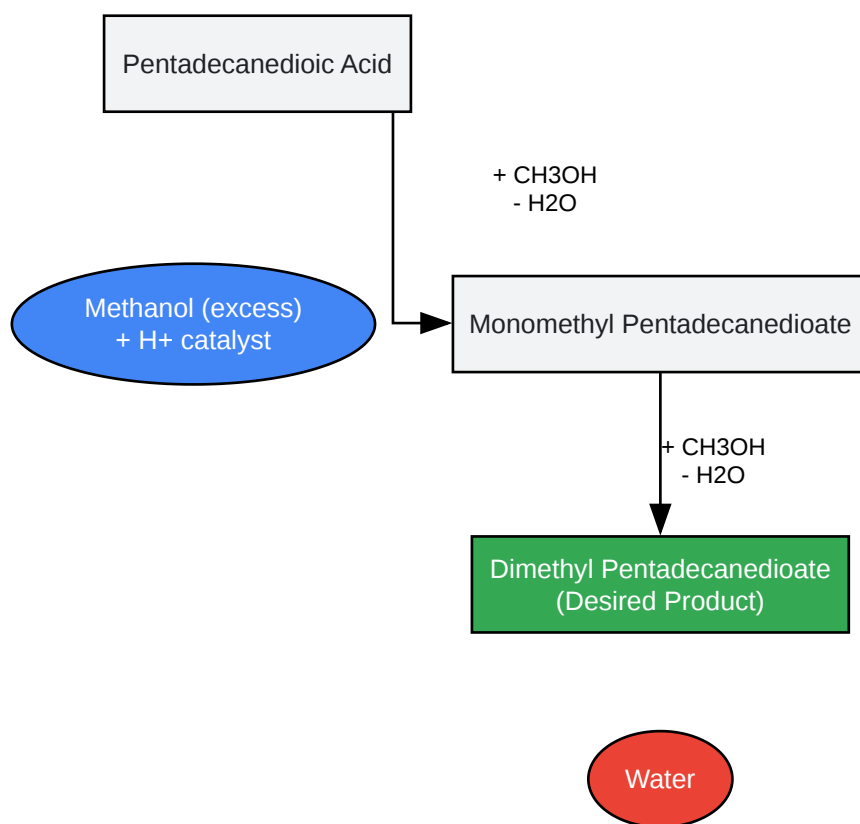 Pentadecanedioic Acid
+ CH3OH
- H2O
Methanol (excess)
+ H+ catalyst
Monomethyl Pentadecanedioate
+ CH3OH
- H2O
Dimethyl Pentadecanedioate
(Desired Product)
Water